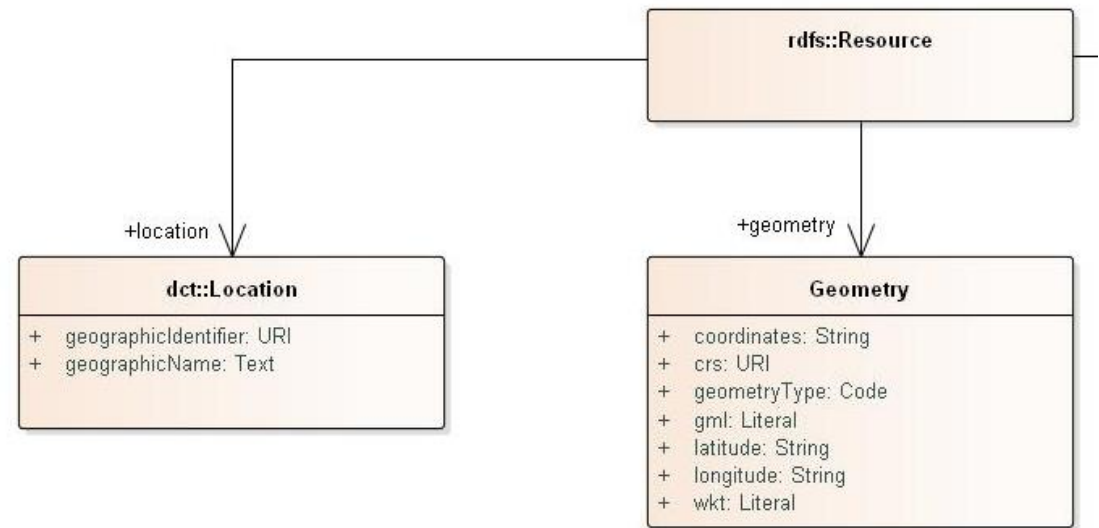 rdfs::Resource
+location
+geometry
dct::Location
+ geographicIdentifier: URI
+ geographicName: Text
Geometry
+ coordinates: String
+ crs: URI
+ geometryType: Code
+ gml: Literal
+ latitude: String
+ longitude: String
+ wkt: Literal